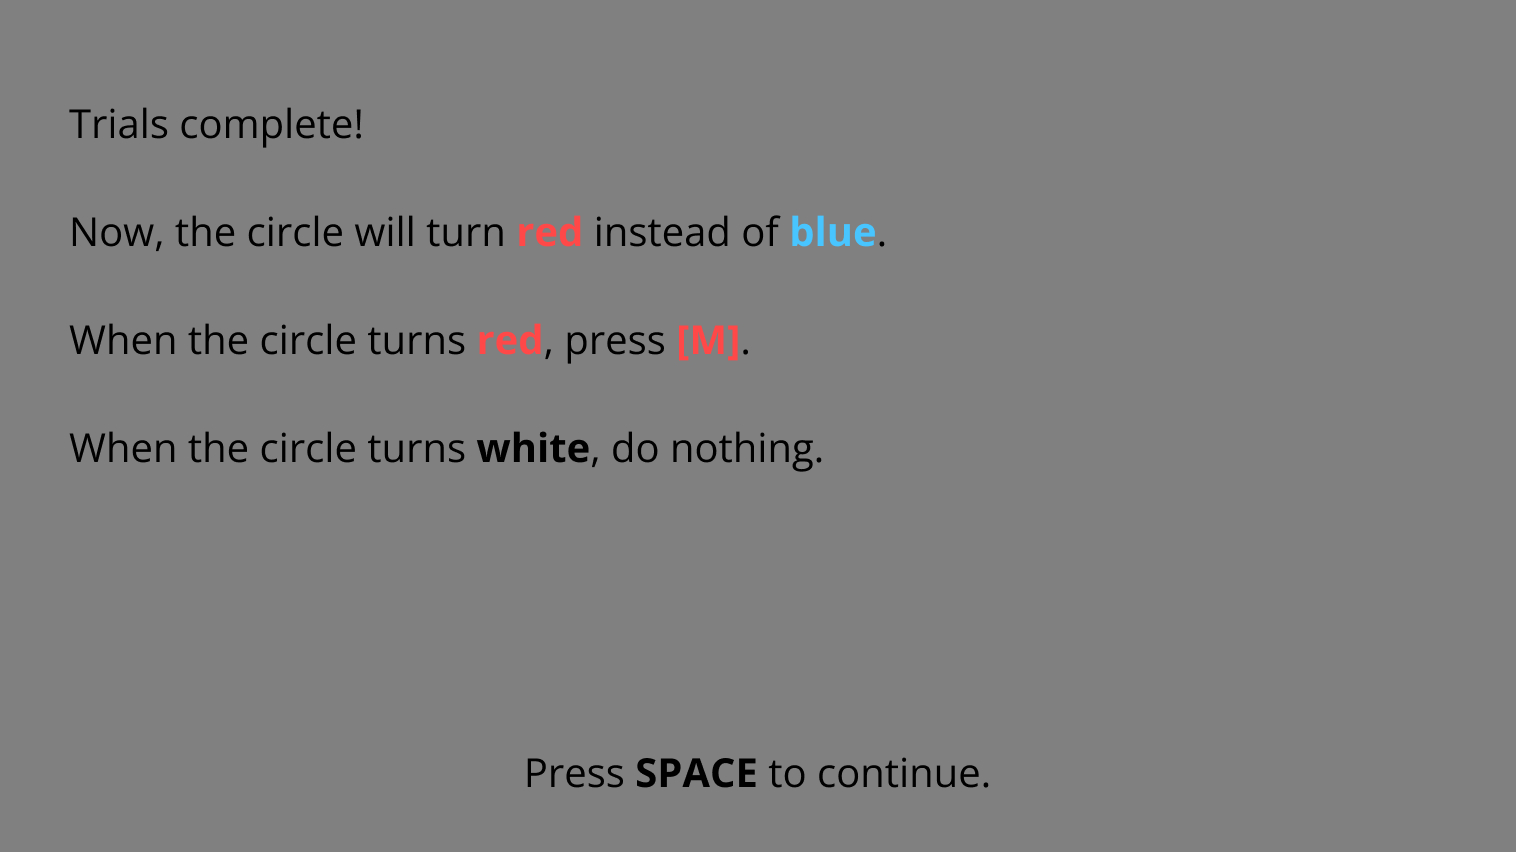 Trials complete!
Now, the circle will turn red instead of blue.
When the circle turns red, press [M].
When the circle turns white, do nothing.
Press SPACE to continue.